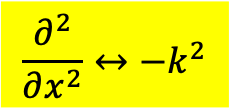 ∂²/∂x² ↔ −k²